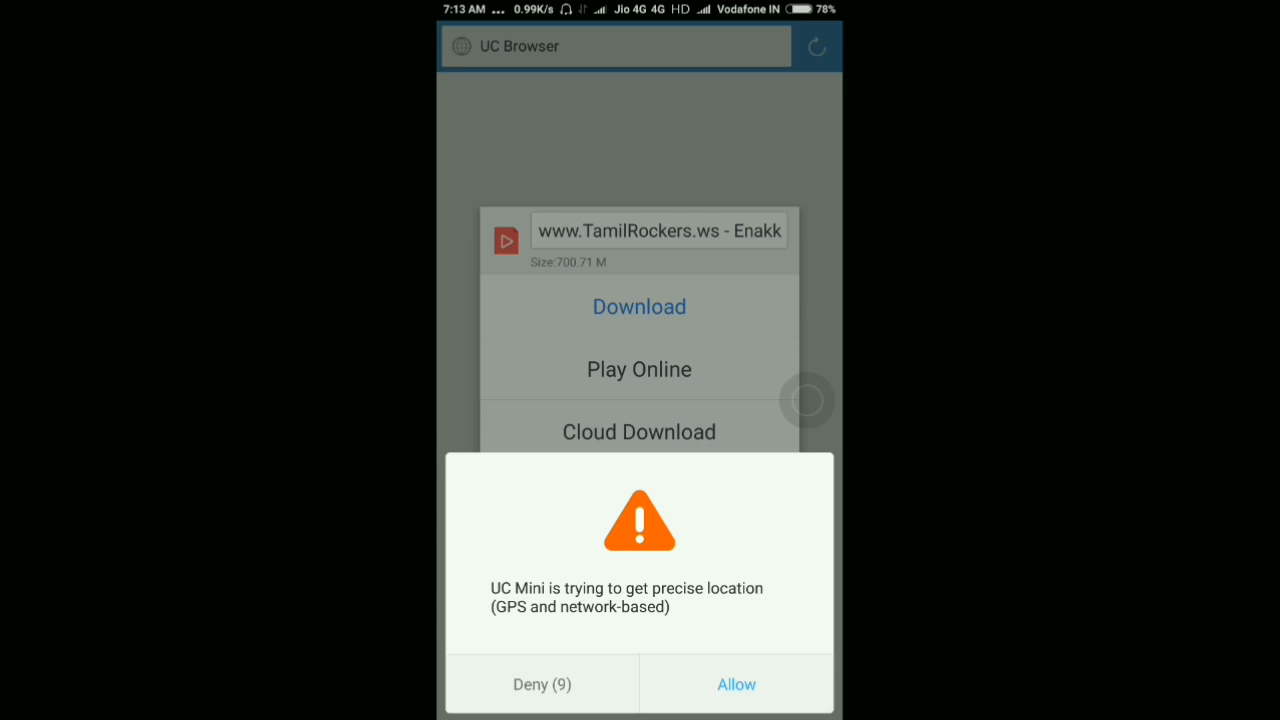 7:13 AM ... 0.99K/s Jio 4G 4G HD Vodafone IN 78%
UC Browser
www.TamilRockers.ws - Enakk
Size:700.71 M
Download
Play Online
Cloud Download
UC Mini is trying to get precise location
(GPS and network-based)
Deny (9) Allow